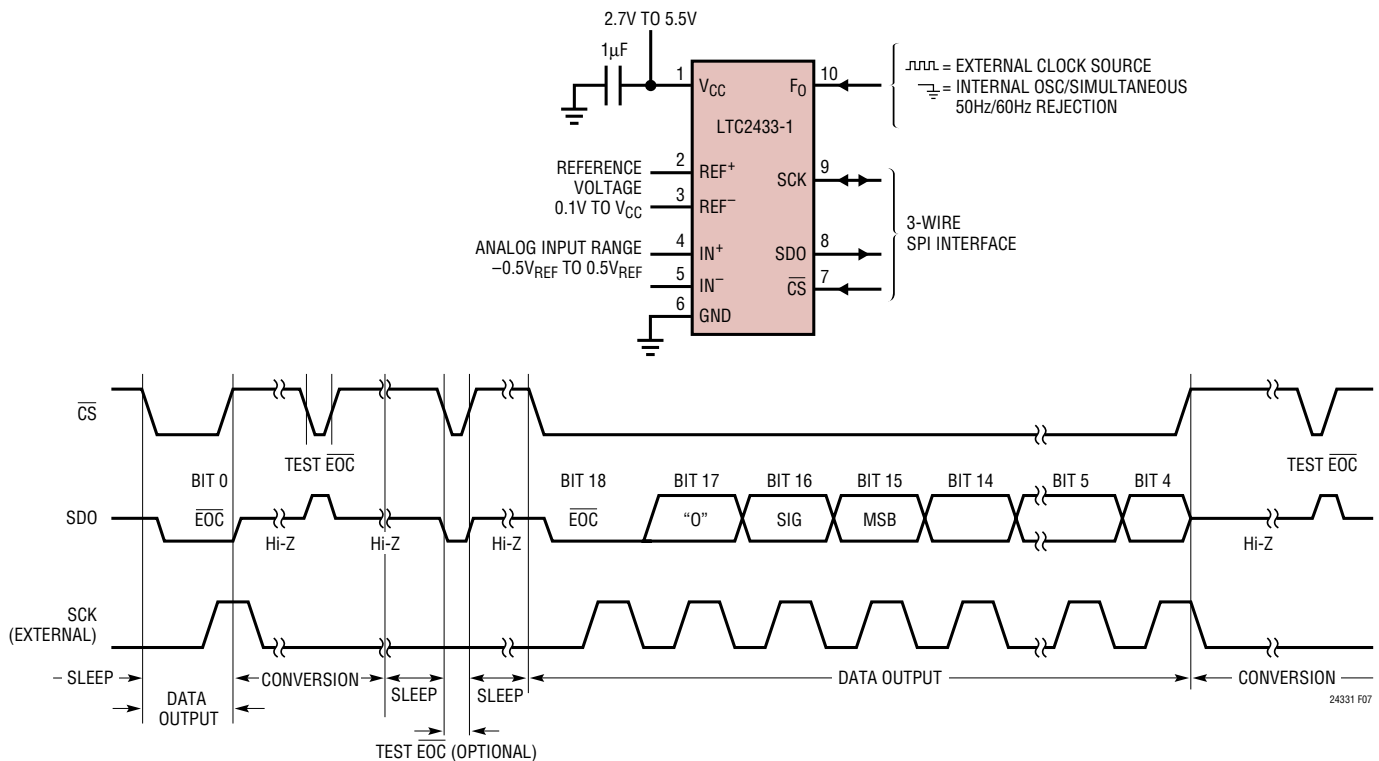 2.7V TO 5.5V
1µF
1
VCC
FO
10
LTC2433-1
= EXTERNAL CLOCK SOURCE
= INTERNAL OSC/SIMULTANEOUS
50Hz/60Hz REJECTION
REFERENCE
VOLTAGE
0.1V TO VCC
2
REF+
3
REF–
SCK
9
ANALOG INPUT RANGE
–0.5VREF TO 0.5VREF
4
IN+
5
IN–
6
GND
SDO
8
CS
7
3-WIRE
SPI INTERFACE
CS
TEST EOC
TEST EOC
BIT 0
BIT 18
BIT 17
BIT 16
BIT 15
BIT 14
BIT 5
BIT 4
SDO
EOC
Hi-Z
Hi-Z
Hi-Z
EOC
“0”
SIG
MSB
Hi-Z
SCK
(EXTERNAL)
SLEEP
DATA
OUTPUT
CONVERSION
SLEEP
SLEEP
DATA OUTPUT
CONVERSION
TEST EOC (OPTIONAL)
24331 F07